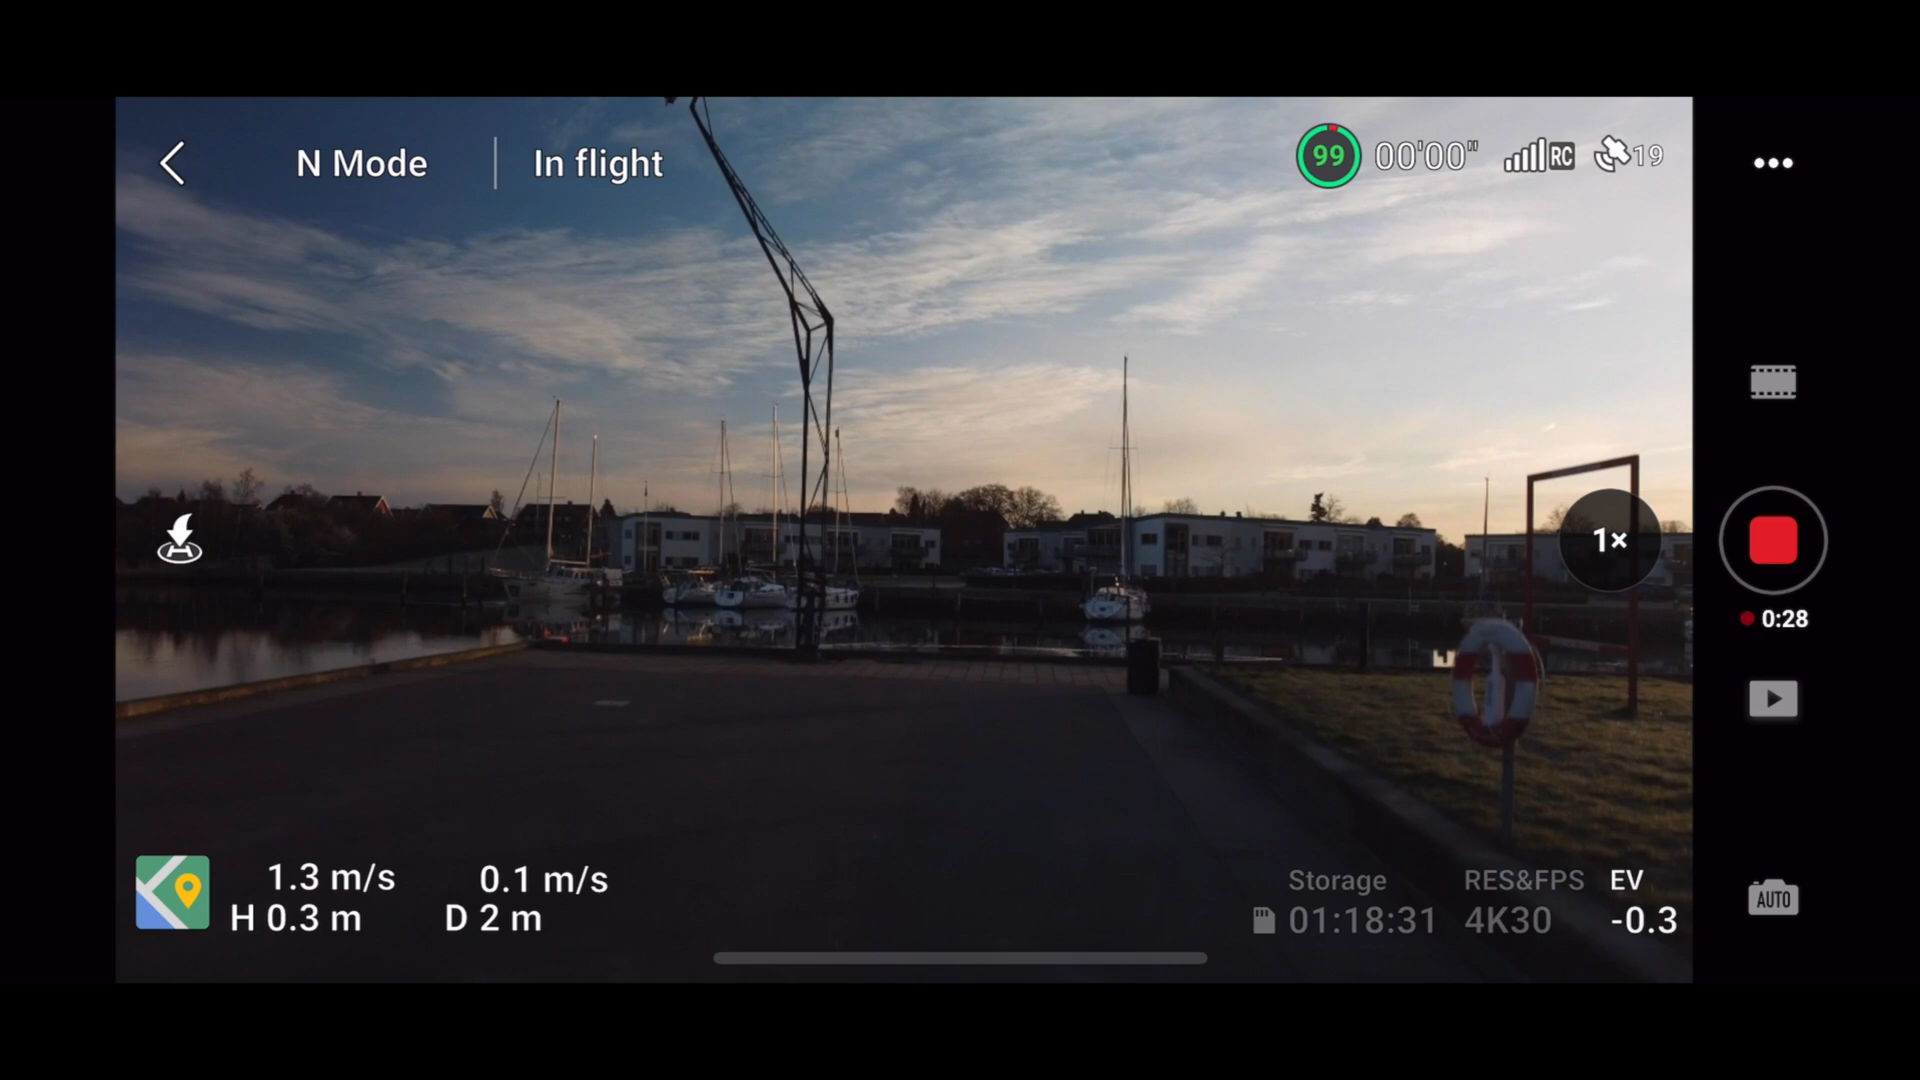 N Mode | In flight
99 00'00" RC 19
1×
0:28
1.3 m/s 0.1 m/s
H 0.3 m D 2 m
Storage RES&FPS EV
01:18:31 4K30 -0.3
AUTO